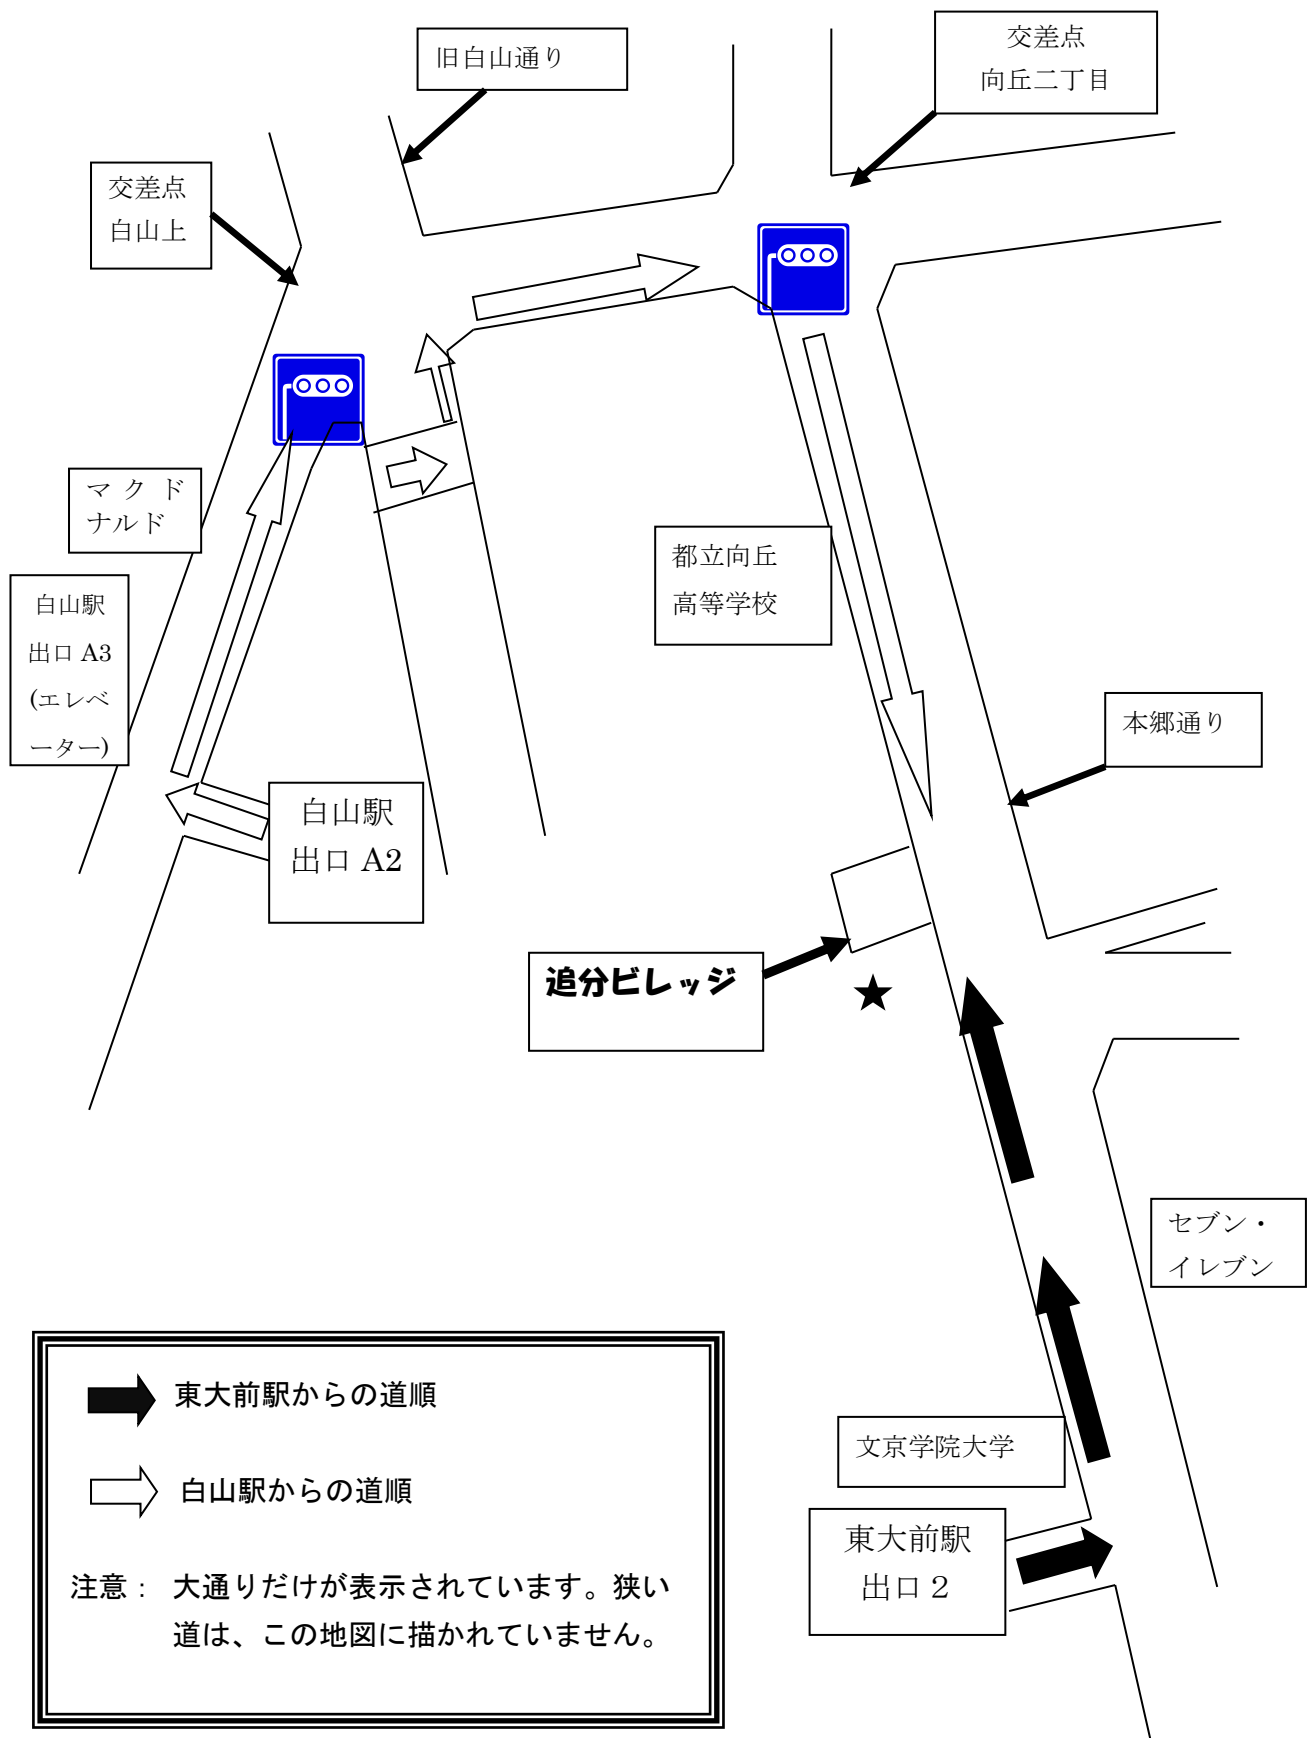 旧白山通り
交差点
向丘二丁目
交差点
白山上
マクド
ナルド
白山駅
出口 A3
(エレベ
ーター)
都立向丘
高等学校
本郷通り
白山駅
出口 A2
追分ビレッジ
★
セブン・
イレブン
文京学院大学
東大前駅
出口２
東大前駅からの道順
白山駅からの道順
注意： 大通りだけが表示されています。狭い
道は、この地図に描かれていません。